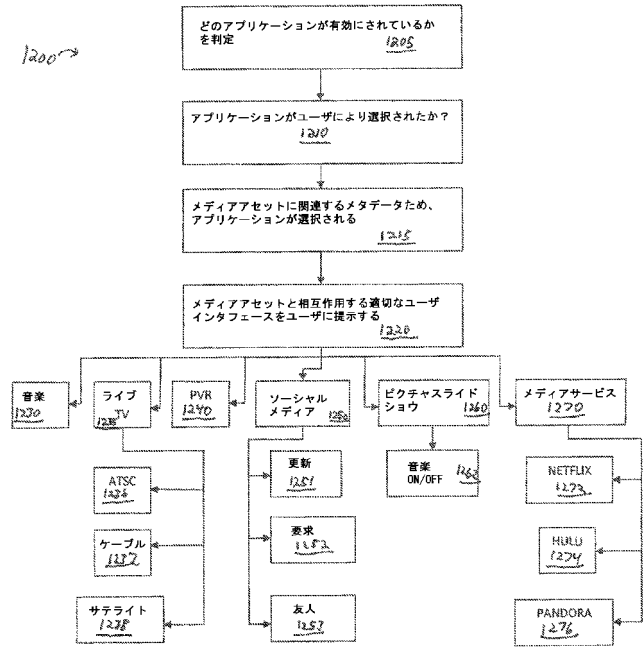 1200
どのアプリケーションが有効にされているか
を判定
1205
アプリケーションがユーザにより選択されたか?
1210
メディアアセットに関連するメタデータため、
アプリケーションが選択される
1215
メディアアセットと相互作用する適切なユーザ
インタフェースをユーザに提示する
1220
音楽
1230
ライブ
TV
1235
PVR
1240
ソーシャル
メディア
1250
ピクチャスライド
ショウ
1260
メディアサービス
1270
ATSC
1236
ケーブル
1237
サテライト
1238
更新
1251
要求
1252
友人
1253
音楽
ON/OFF
1262
NETFLIX
1273
HULU
1274
PANDORA
1276